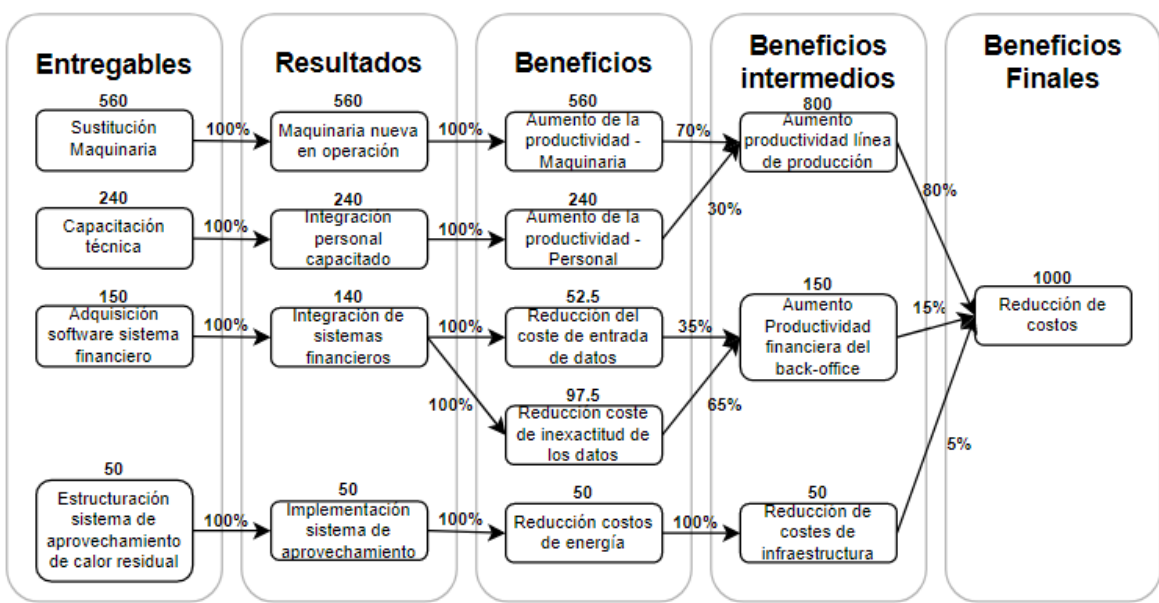 Entregables
Resultados
Beneficios
Beneficios
intermedios
Beneficios
Finales
560
Sustitución
Maquinaria
100%
560
Maquinaria nueva
en operación
100%
560
Aumento de la
productividad -
Maquinaria
70%
800
Aumento
productividad línea
de producción
80%
240
Capacitación
técnica
100%
240
Integración
personal
capacitado
100%
240
Aumento de la
productividad -
Personal
30%
150
Adquisición
software sistema
financiero
100%
140
Integración de
sistemas
financieros
100%
52.5
Reducción del
coste de entrada
de datos
35%
150
Aumento
Productividad
financiera del
back-office
15%
1000
Reducción de
costos
100%
97.5
Reducción coste
de inexactitud de
los datos
65%
5%
50
Estructuración
sistema de
aprovechamiento
de calor residual
100%
50
Implementación
sistema de
aprovechamiento
100%
50
Reducción costos
de energía
100%
50
Reducción de
costes de
infraestructura